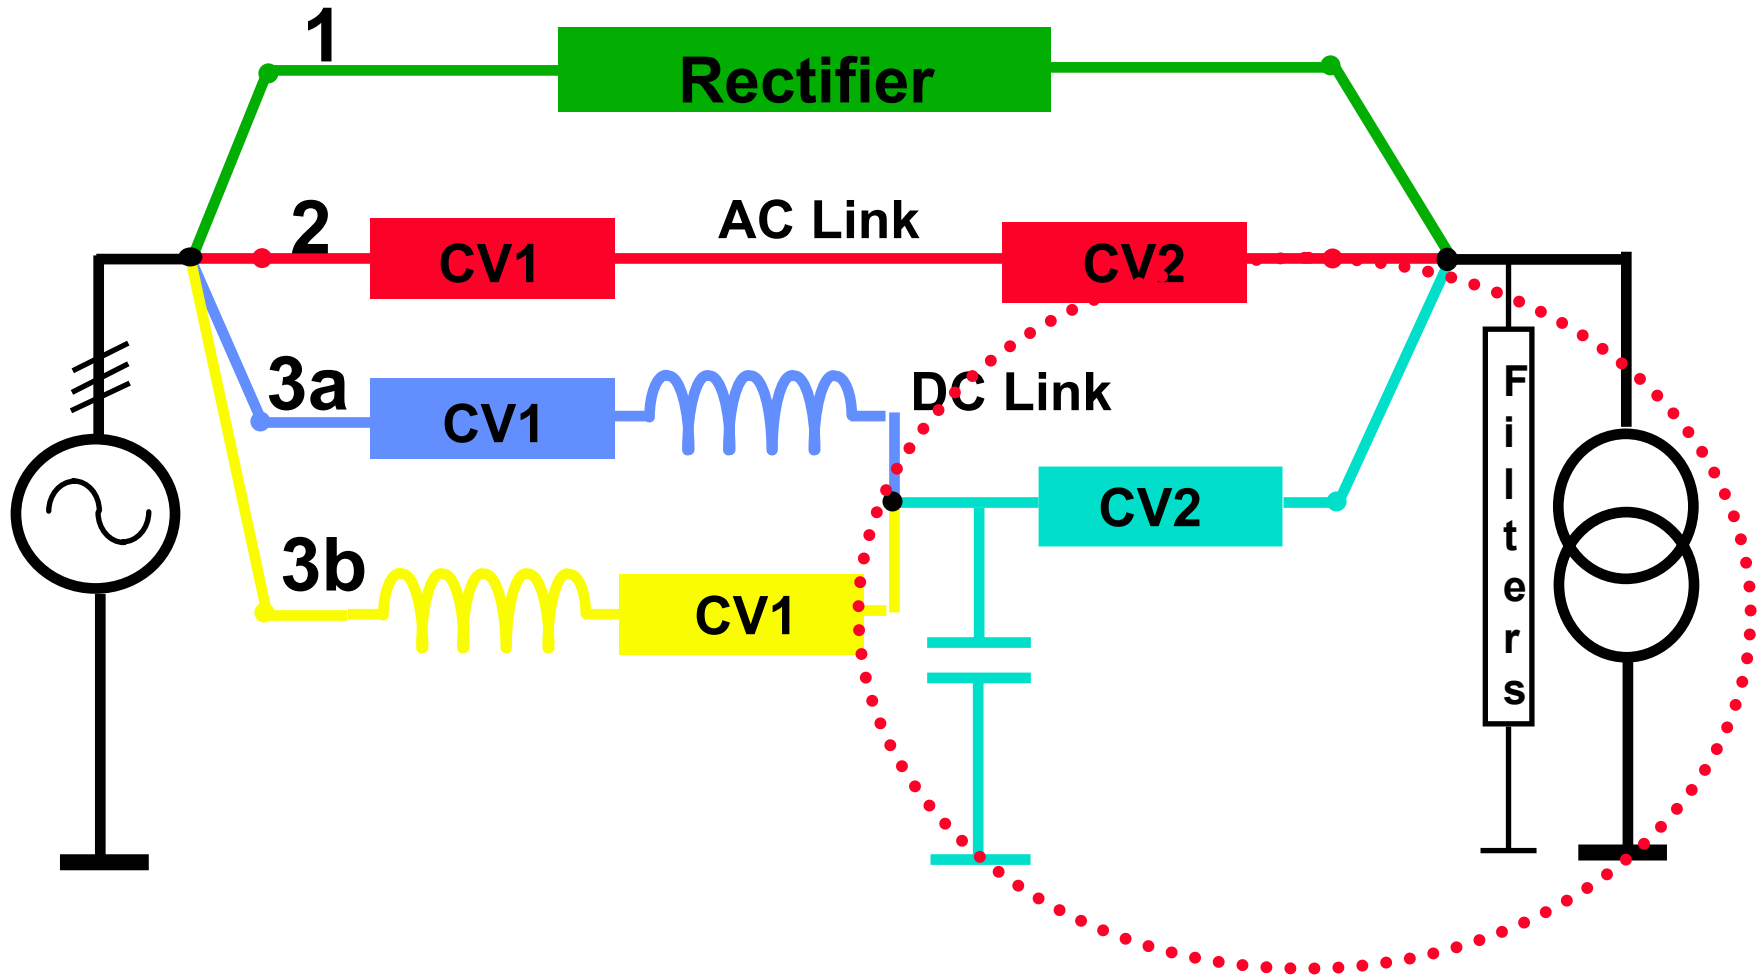 1
Rectifier
2
CV1
AC Link
CV2
3a
CV1
DC Link
CV2
3b
CV1
Filters